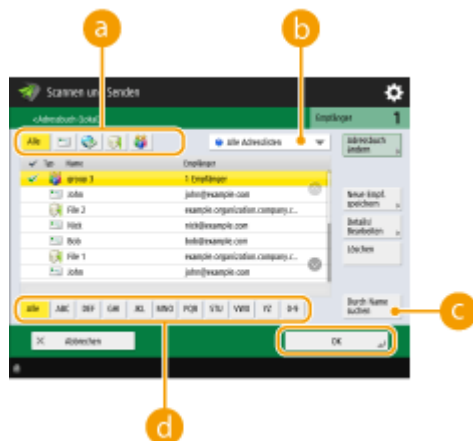 a
b
Scannen und Senden
<Adressbuch (Lokal)>
Empfänger 1
Alle
Alle Adresslisten
Adressbuch
ändern
Typ Name Empfänger
group 3 1 Empfänger
John john@example.com
File 2 example.organization.company.c...
Nick nick@example.com
Bob bob@example.com
File 1 example.organization.company.c...
John john@example.com
Neue Empf.
speichern
Details/
Bearbeiten
Löschen
Durch Name
suchen
c
Alle ABC DEF GHI JKL MNO PQR STU VWX YZ 0-9
Abbrechen
OK
d